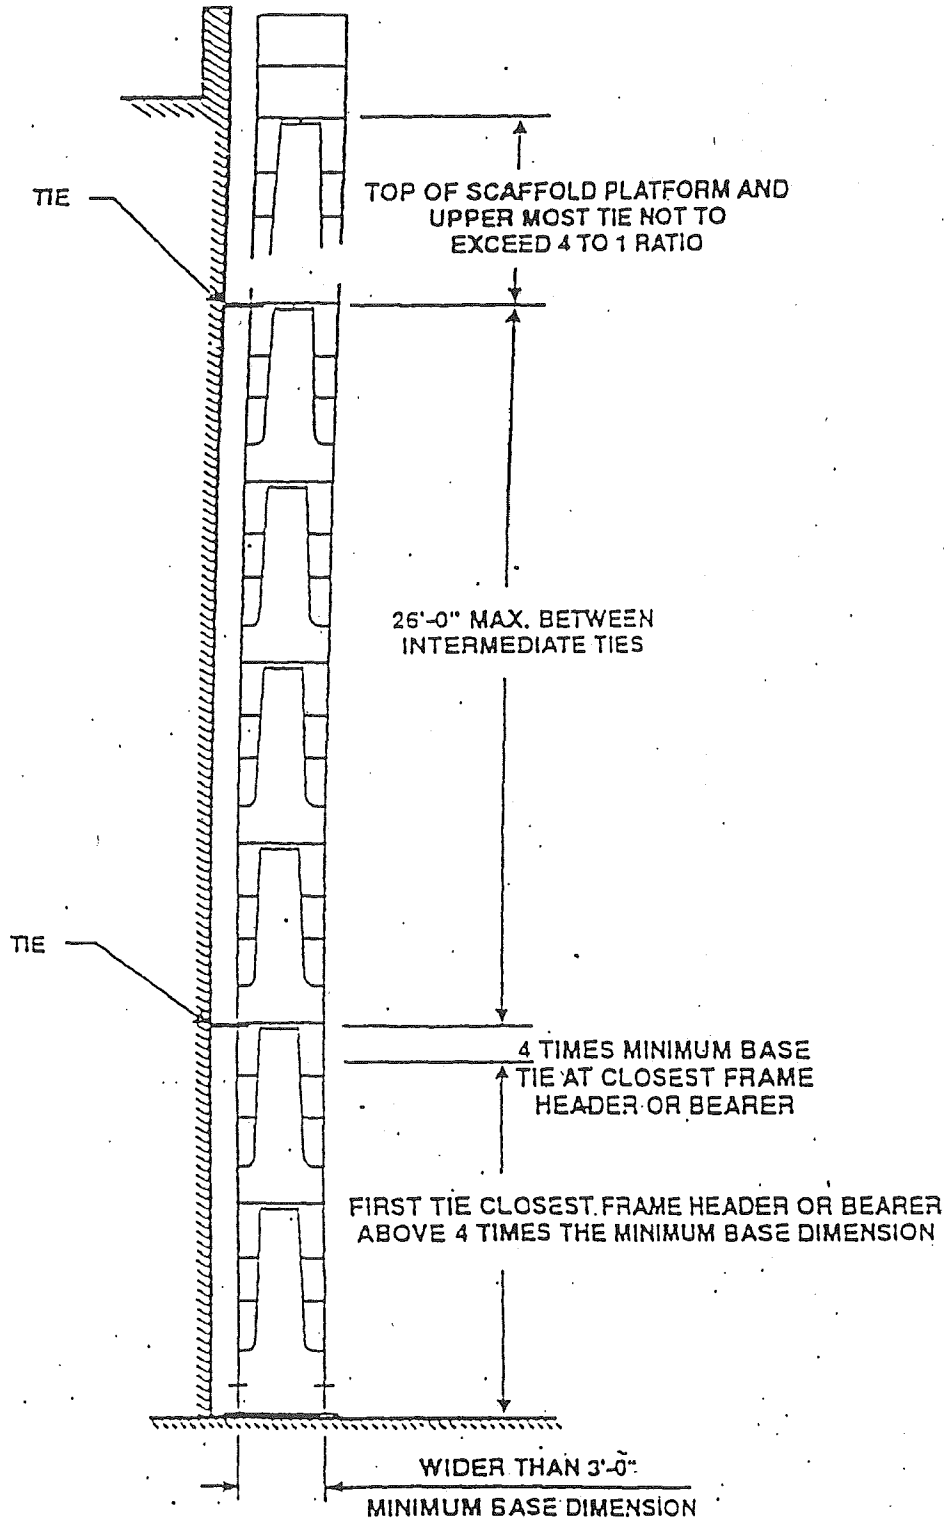 TIE
TOP OF SCAFFOLD PLATFORM AND
UPPER MOST TIE NOT TO
EXCEED 4 TO 1 RATIO
26'-0" MAX. BETWEEN
INTERMEDIATE TIES
TIE
4 TIMES MINIMUM BASE
TIE AT CLOSEST FRAME
HEADER OR BEARER
FIRST TIE CLOSEST FRAME HEADER OR BEARER
ABOVE 4 TIMES THE MINIMUM BASE DIMENSION
WIDER THAN 3'-0"
MINIMUM BASE DIMENSION